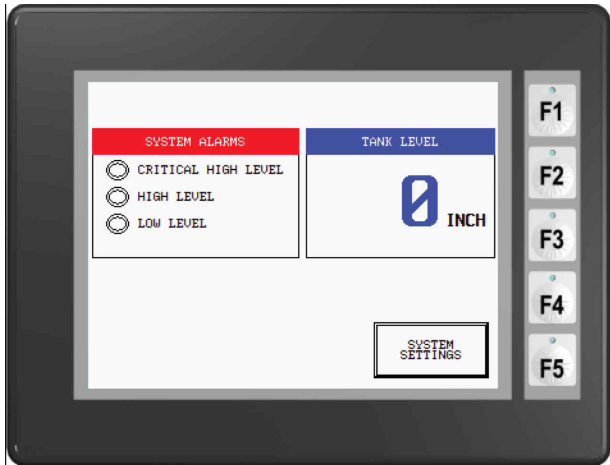 SYSTEM ALARMS
CRITICAL HIGH LEVEL
HIGH LEVEL
LOW LEVEL
TANK LEVEL
0 INCH
SYSTEM
SETTINGS
F1
F2
F3
F4
F5